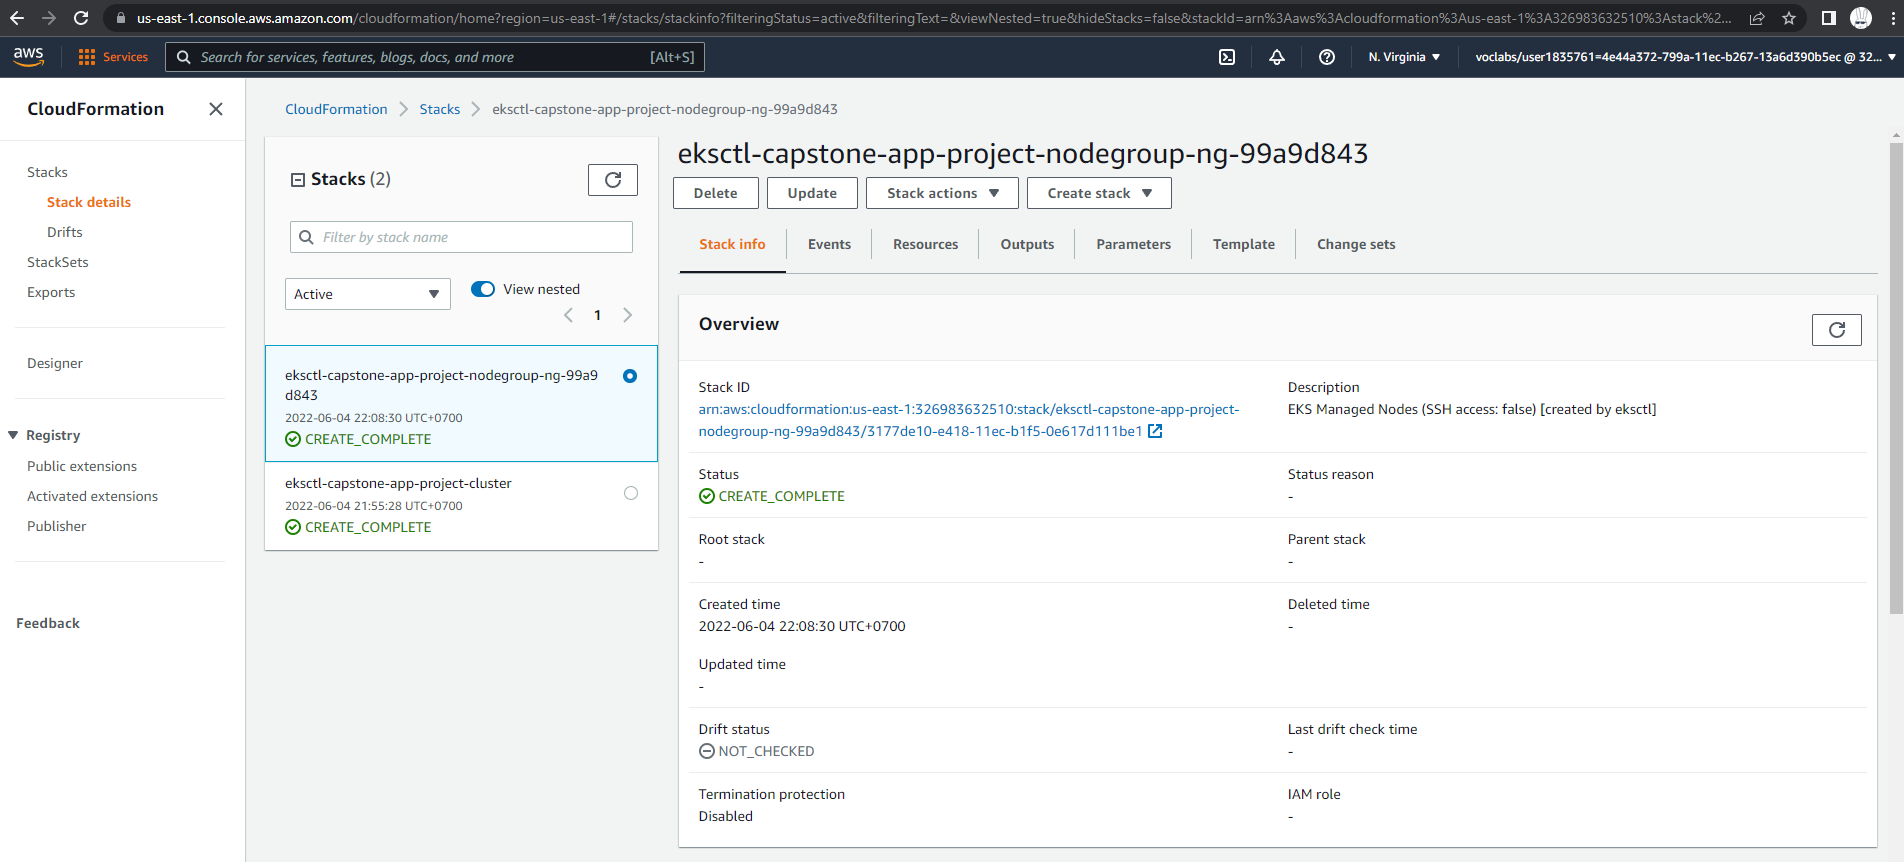 us-east-1.console.aws.amazon.com/cloudformation/home?region=us-east-1#/stacks/stackinfo?filteringStatus=active&filteringText=&viewNested=true&hideStacks=false&stackId=arn%3Aaws%3Acloudformation%3Aus-east-1%3A326983632510%3Astack%2...
aws
Services
Search for services, features, blogs, docs, and more
[Alt+S]
N. Virginia
voclabs/user1835761=4e44a372-799a-11ec-b267-13a6d390b5ec @ 32...
CloudFormation
Stacks
Stack details
Drifts
StackSets
Exports
Designer
Registry
Public extensions
Activated extensions
Publisher
Feedback
CloudFormation
Stacks
eksctl-capstone-app-project-nodegroup-ng-99a9d843
Stacks (2)
Filter by stack name
Active
View nested
1
eksctl-capstone-app-project-nodegroup-ng-99a9
d843
2022-06-04 22:08:30 UTC+0700
CREATE_COMPLETE
eksctl-capstone-app-project-cluster
2022-06-04 21:55:28 UTC+0700
CREATE_COMPLETE
eksctl-capstone-app-project-nodegroup-ng-99a9d843
Delete
Update
Stack actions
Create stack
Stack info
Events
Resources
Outputs
Parameters
Template
Change sets
Overview
Stack ID
arn:aws:cloudformation:us-east-1:326983632510:stack/eksctl-capstone-app-project-
nodegroup-ng-99a9d843/3177de10-e418-11ec-b1f5-0e617d111be1
Description
EKS Managed Nodes (SSH access: false) [created by eksctl]
Status
CREATE_COMPLETE
Status reason
-
Root stack
-
Parent stack
-
Created time
2022-06-04 22:08:30 UTC+0700
Deleted time
-
Updated time
-
Drift status
NOT_CHECKED
Last drift check time
-
Termination protection
Disabled
IAM role
-